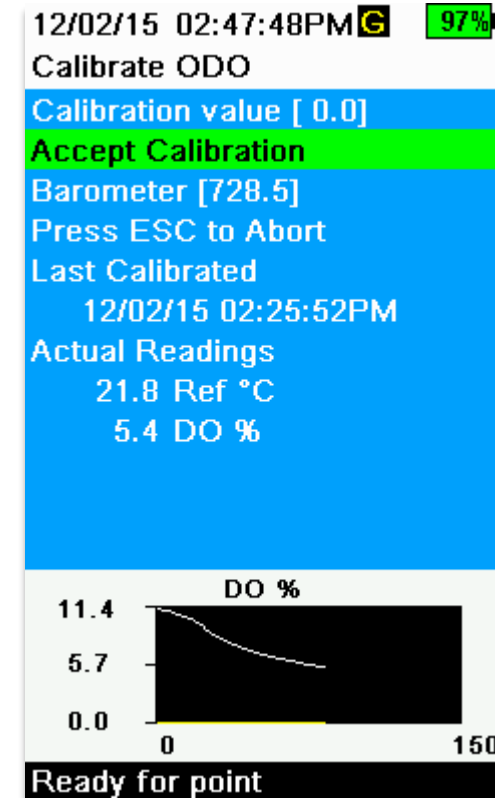 12/02/15 02:47:48PM G 97%
Calibrate ODO
Calibration value [ 0.0]
Accept Calibration
Barometer [728.5]
Press ESC to Abort
Last Calibrated
12/02/15 02:25:52PM
Actual Readings
21.8 Ref °C
5.4 DO %
DO %
11.4
5.7
0.0
0 150
Ready for point